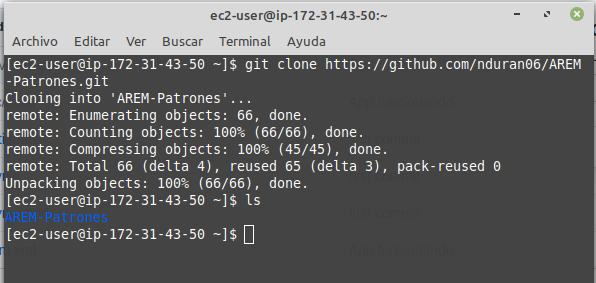 ec2-user@ip-172-31-43-50:~
Archivo Editar Ver Buscar Terminal Ayuda
[ec2-user@ip-172-31-43-50 ~]$ git clone https://github.com/nduran06/AREM
-Patrones.git
Cloning into 'AREM-Patrones'...
remote: Enumerating objects: 66, done.
remote: Counting objects: 100% (66/66), done.
remote: Compressing objects: 100% (45/45), done.
remote: Total 66 (delta 4), reused 65 (delta 3), pack-reused 0
Unpacking objects: 100% (66/66), done.
[ec2-user@ip-172-31-43-50 ~]$ ls
AREM-Patrones
[ec2-user@ip-172-31-43-50 ~]$